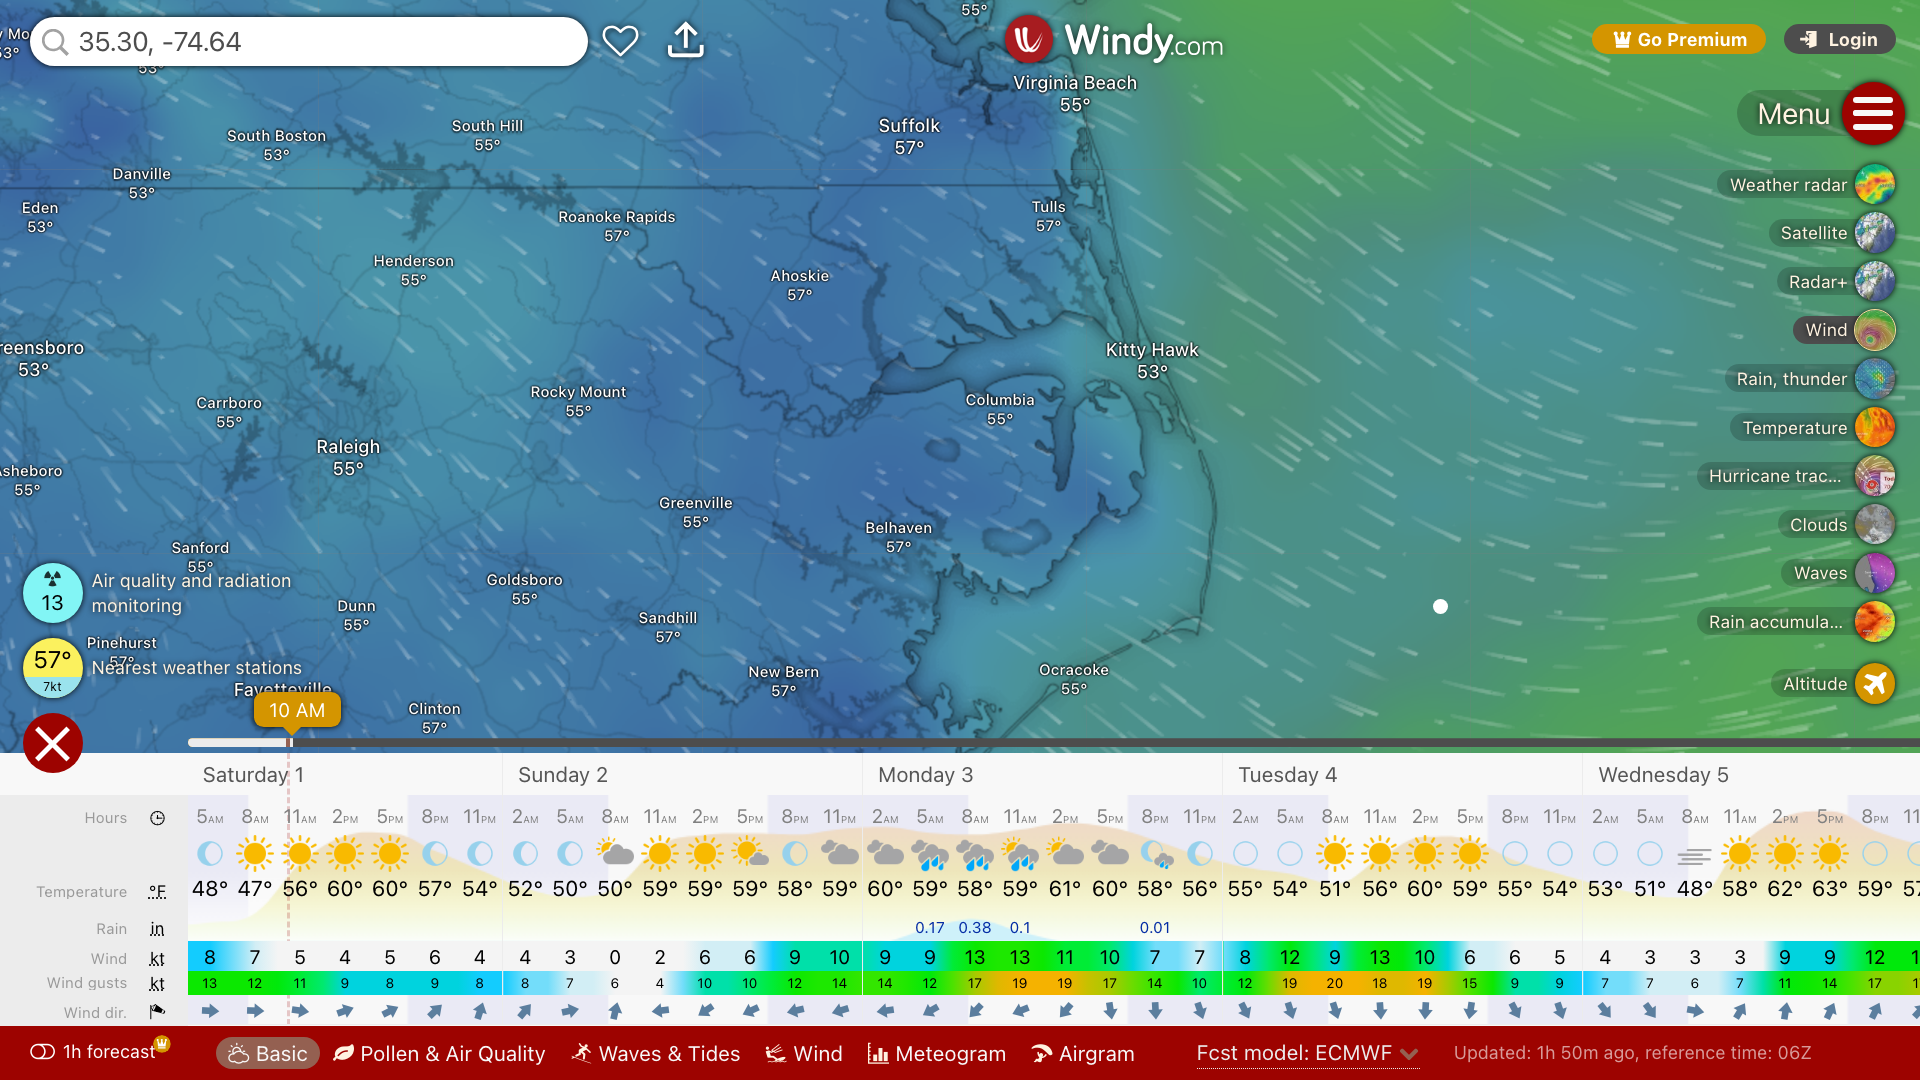 35.30, -74.64
55°
Windy.com
Go Premium
Login
53°
53°
Virginia Beach
55°
Menu
South Boston
53°
South Hill
55°
Suffolk
57°
Danville
53°
Weather radar
Eden
53°
Roanoke Rapids
57°
Tulls
57°
Satellite
Henderson
55°
Ahoskie
57°
Radar+
Wind
reensboro
53°
Kitty Hawk
53°
Rain, thunder
Carrboro
55°
Rocky Mount
55°
Columbia
55°
Temperature
Raleigh
55°
sheboro
55°
Hurricane trac...
Greenville
55°
Belhaven
57°
Clouds
Sanford
55°
Goldsboro
55°
Waves
13
Air quality and radiation
monitoring
Dunn
55°
Sandhill
57°
Rain accumula...
Pinehurst
57°
57°
7kt
Nearest weather stations
New Bern
57°
Ocracoke
55°
Altitude
Fayetteville
10 AM
Clinton
57°
Saturday 1 Sunday 2 Monday 3 Tuesday 4 Wednesday 5
Hours 5AM 8AM 11AM 2PM 5PM 8PM 11PM 2AM 5AM 8AM 11AM 2PM 5PM 8PM 11PM 2AM 5AM 8AM 11AM 2PM 5PM 8PM 11PM 2AM 5AM 8AM 11AM 2PM 5PM 8PM 11PM 2AM 5AM 8AM 11AM 2PM 5PM 8PM 11
Temperature °F 48° 47° 56° 60° 60° 57° 54° 52° 50° 50° 59° 59° 59° 58° 59° 60° 59° 58° 59° 61° 60° 58° 56° 55° 54° 51° 56° 60° 59° 55° 54° 53° 51° 48° 58° 62° 63° 59° 57
Rain in 0.17 0.38 0.1 0.01
Wind kt 8 7 5 4 5 6 4 4 3 0 2 6 6 9 10 9 9 13 13 11 10 7 7 8 12 9 13 10 6 6 5 4 3 3 3 9 9 12 1
Wind gusts kt 13 12 11 9 8 9 8 8 7 6 4 10 10 12 14 14 12 17 19 19 17 14 10 12 19 20 18 19 15 9 9 7 7 6 7 11 14 17 1
Wind dir.
1h forecast Basic Pollen & Air Quality Waves & Tides Wind Meteogram Airgram Fcst model: ECMWF Updated: 1h 50m ago, reference time: 06Z